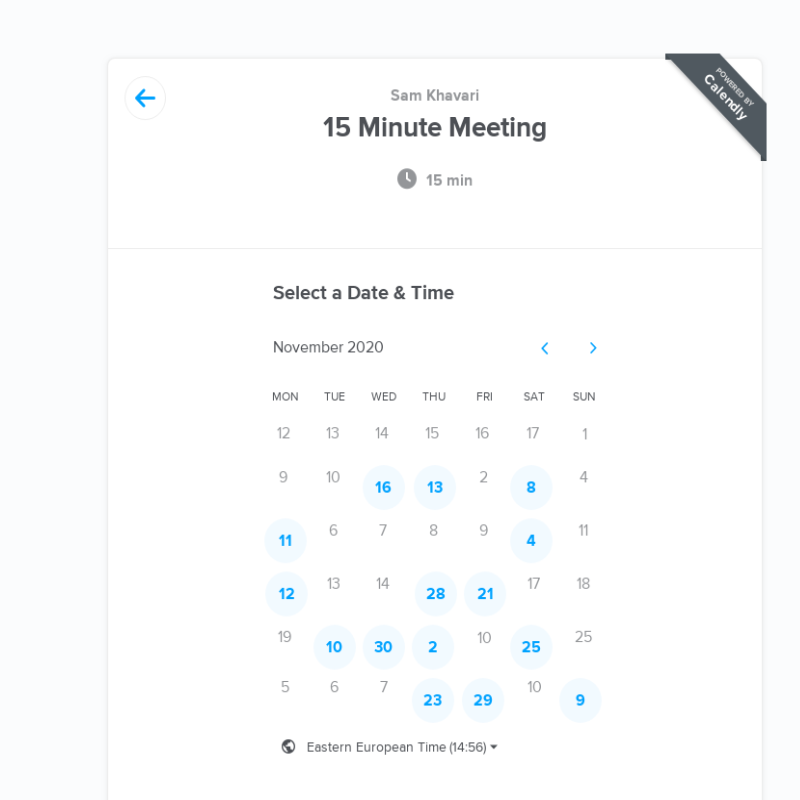 POWERED BY
Calendly
Sam Khavari
15 Minute Meeting
15 min
Select a Date & Time
November 2020
MON TUE WED THU FRI SAT SUN
12 13 14 15 16 17 1
9 10 16 13 2 8 4
11 6 7 8 9 4 11
12 13 14 28 21 17 18
19 10 30 2 10 25 25
5 6 7 23 29 10 9
Eastern European Time (14:56)